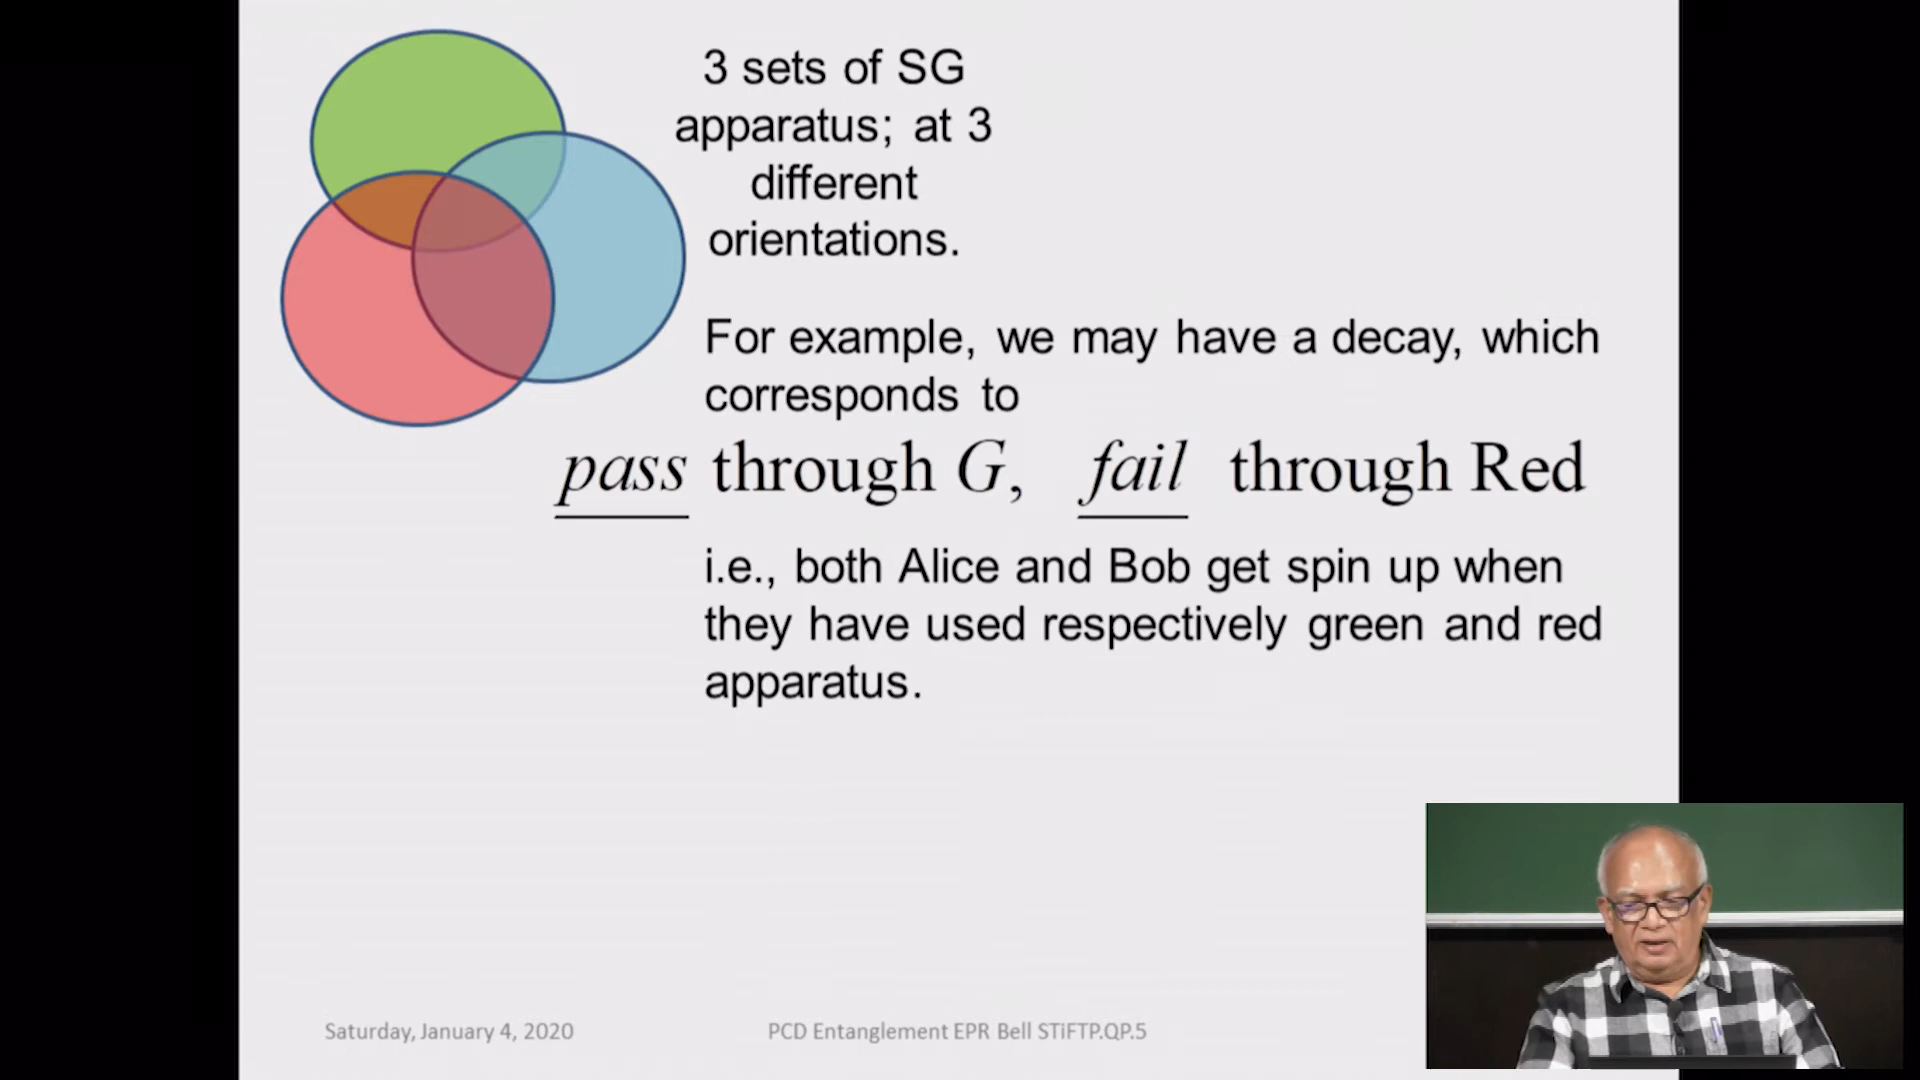 3 sets of SG
apparatus; at 3
different
orientations.
For example, we may have a decay, which
corresponds to
pass through G, fail through Red
i.e., both Alice and Bob get spin up when
they have used respectively green and red
apparatus.
Saturday, January 4, 2020
PCD Entanglement EPR Bell STiFTP.QP.5